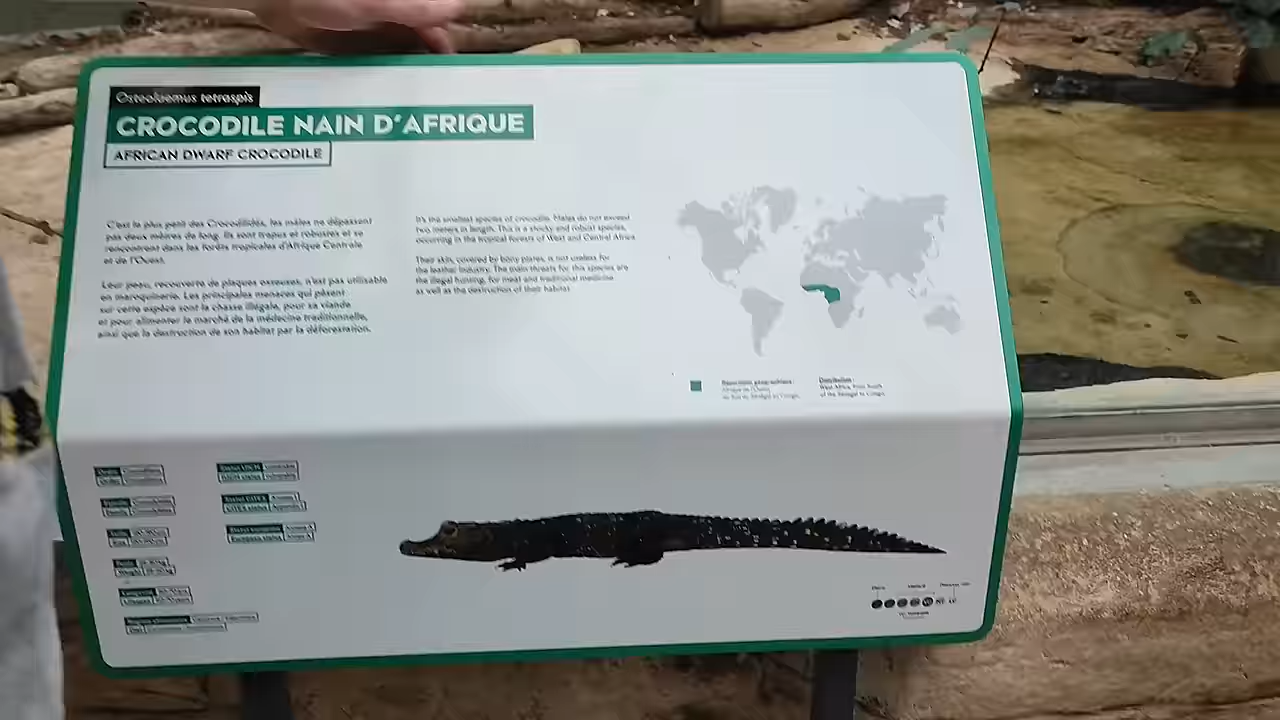 Osteolaemus tetraspis
CROCODILE NAIN D'AFRIQUE
AFRICAN DWARF CROCODILE
C'est le plus petit des Crocodilidés, les mâles ne dépassent
pas deux mètres de long. Ils sont trapus et robustes et se
rencontrent dans les forêts tropicales d'Afrique Centrale
et de l'Ouest.
Leur peau, recouverte de plaques osseuses, n'est pas utilisable
en maroquinerie. Les principales menaces qui pèsent
sur cette espèce sont la chasse illégale, pour sa viande
et pour alimenter le marché de la médecine traditionnelle,
ainsi que la destruction de son habitat par la déforestation.
It's the smallest species of crocodile. Males do not exceed
two meters in length. This is a stocky and robust species,
occurring in the tropical forests of West and Central Africa
Their skin, covered by bony plates, is not useful for
the leather industry. The main threats for this species are
the illegal hunting, for meat and traditional medicine
as well as the destruction of their habitat
Distribution :
West Africa, from South
of the Senegal to Congo.